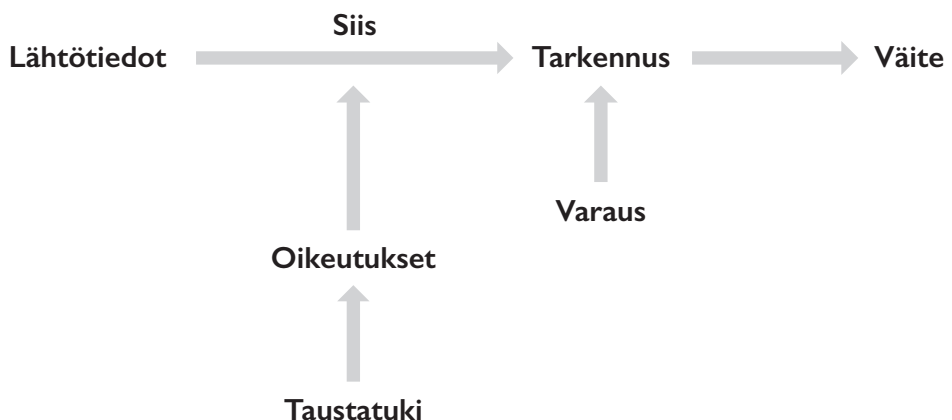 Siis
Lähtötiedot Tarkennus Väite
Varaus
Oikeutukset
Taustatuki